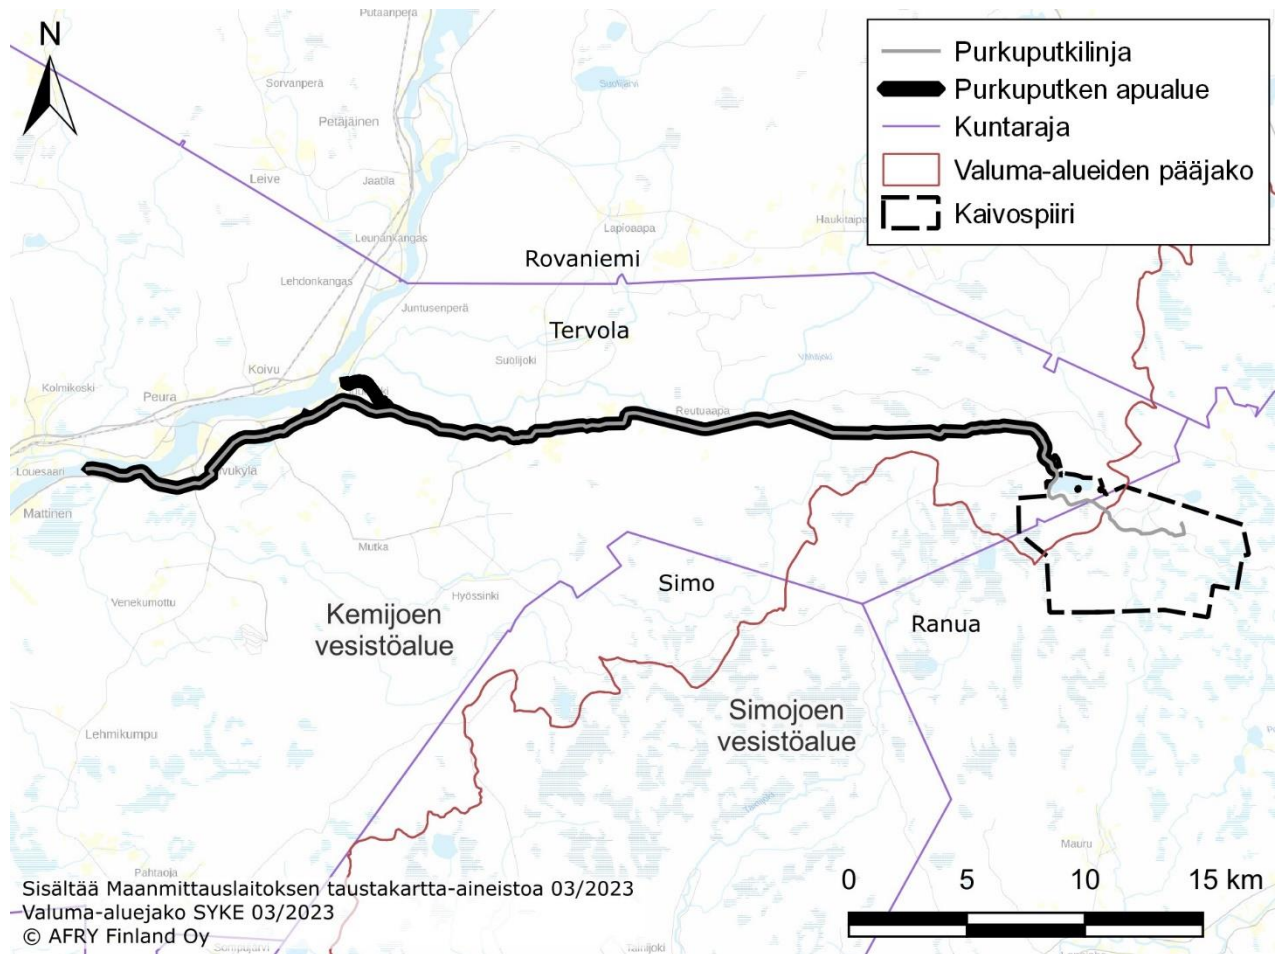 N
Putaanperä
Sorvanperä
Suolijärvi
Petäjäinen
Leive
Jaatila
Leunankangas
Lapioaapa
Haukitaipa
Lehdonkangas
Juntusenperä
Purkuputkilinja
Purkuputken apualue
Kuntaraja
Valuma-alueiden pääjako
Kaivospiiri
Rovaniemi
Tervola
Suolijoki
Vähäjoki
Koivu
Kolmikoski
Peura
Reutuaapa
Louesaari
Mattinen
Mutka
Hyössinki
Venekumottu
Simo
Ranua
Kemijoen
vesistöalue
Simojoen
vesistöalue
Lehmikumpu
Mauru
Pahtaoja
Sisältää Maanmittauslaitoksen taustakartta-aineistoa 03/2023
Valuma-aluejako SYKE 03/2023
© AFRY Finland Oy
0 5 10 15 km